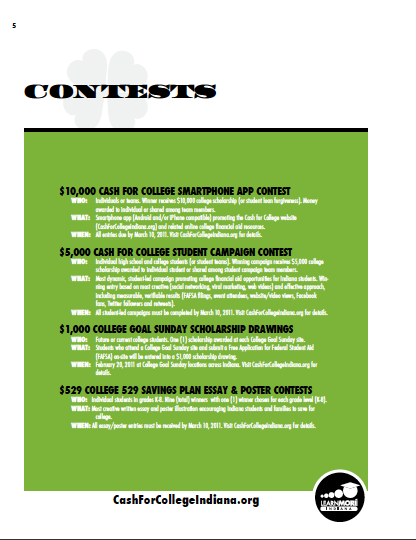 5
CONTESTS
$10,000 CASH FOR COLLEGE SMARTPHONE APP CONTEST
WHO: Individuals or teams. Winner receives $10,000 college scholarship (or student loan forgiveness). Money
awarded to individual or shared among team members.
WHAT: Smartphone app (Android and/or iPhone compatible) promoting the Cash for College website
(CashForCollegeIndiana.org) and related online college financial aid resources.
WHEN: All entries due by March 10, 2011. Visit CashForCollegeIndiana.org for details.
$5,000 CASH FOR COLLEGE STUDENT CAMPAIGN CONTEST
WHO: Individual high school and college students (or student teams). Winning campaign receives $5,000 college
scholarship awarded to individual student or shared among student campaign team members.
WHAT: Most dynamic, student-led campaign promoting college financial aid opportunities for Indiana students. Win-
ning entry based on most creative (social networking, viral marketing, web videos) and effective approach,
including measurable, verifiable results (FAFSA filings, event attendees, website/video views, Facebook
fans, Twitter followers and retweets).
WHEN: All student-led campaigns must be completed by March 10, 2011. Visit CashForCollegeIndiana.org for details.
$1,000 COLLEGE GOAL SUNDAY SCHOLARSHIP DRAWINGS
WHO: Future or current college students. One (1) scholarship awarded at each College Goal Sunday site.
WHAT: Students who attend a College Goal Sunday site and submit a Free Application for Federal Student Aid
(FAFSA) on-site will be entered into a $1,000 scholarship drawing.
WHEN: February 20, 2011 at College Goal Sunday locations across Indiana. Visit CashForCollegeIndiana.org for
details.
$529 COLLEGE 529 SAVINGS PLAN ESSAY & POSTER CONTESTS
WHO: Individual students in grades K-8. Nine (total) winners with one (1) winner chosen for each grade level (K-8).
WHAT: Most creative written essay and poster illustration encouraging Indiana students and families to save for
college.
WHEN: All essay/poster entries must be received by March 10, 2011. Visit CashForCollegeIndiana.org for details.
CashForCollegeIndiana.org
LEARNMORE
INDIANA